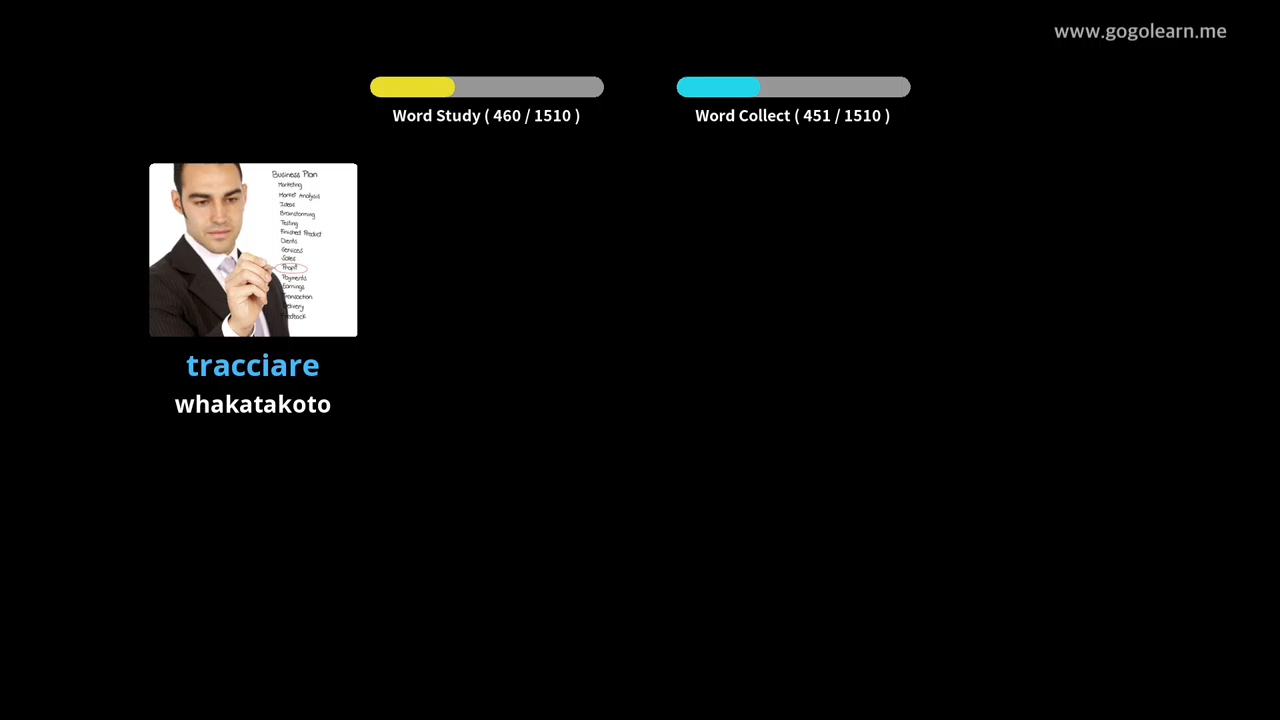 www.gogolearn.me
Word Study ( 460 / 1510 )
Word Collect ( 451 / 1510 )
Business Plan
Marketing
Market Analysis
Ideas
Brainstorming
Testing
Finished Product
Clients
Services
Sales
Profit
Payments
Earnings
Transaction
Delivery
Feedback
tracciare
whakatakoto